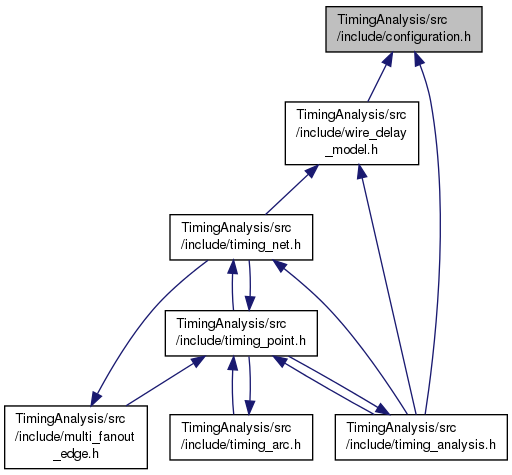 TimingAnalysis/src
/include/configuration.h
TimingAnalysis/src
/include/wire_delay
_model.h
TimingAnalysis/src
/include/timing_net.h
TimingAnalysis/src
/include/timing_point.h
TimingAnalysis/src
/include/multi_fanout
_edge.h
TimingAnalysis/src
/include/timing_arc.h
TimingAnalysis/src
/include/timing_analysis.h